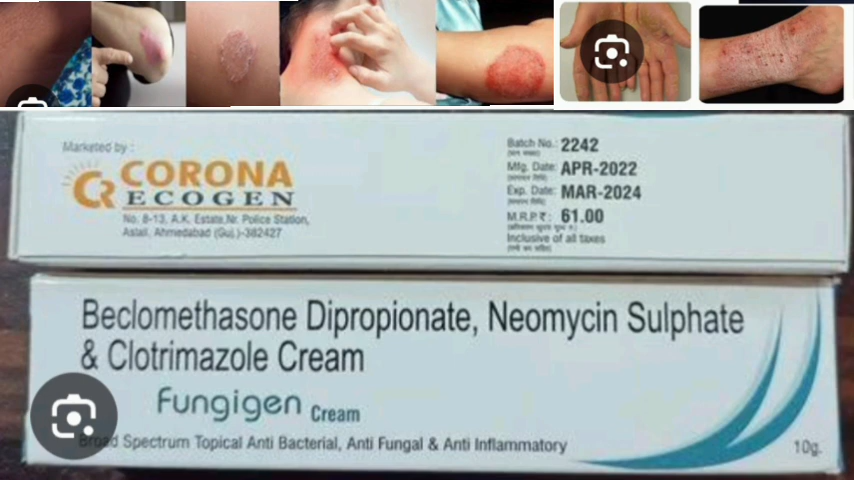 Marketed by :
CORONA
ECOGEN
No. 8-13, A.K. Estate,Nr. Police Station,
Aslali, Ahmedabad (Guj.)-382427
Batch No.: 2242
Mfg. Date: APR-2022
Exp. Date: MAR-2024
M.R.P.₹: 61.00
Inclusive of all taxes
Beclomethasone Dipropionate, Neomycin Sulphate
& Clotrimazole Cream
Fungigen Cream
Broad Spectrum Topical Anti Bacterial, Anti Fungal & Anti Inflammatory
10g.